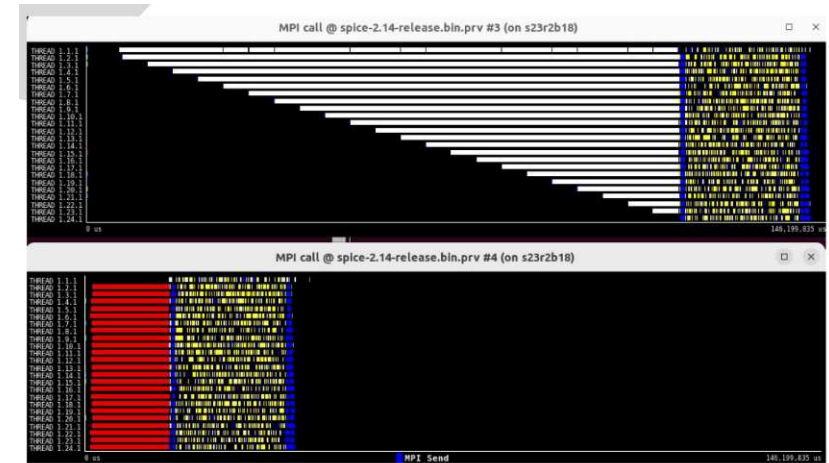 MPI call @ spice-2.14-release.bin.prv #3 (on s23r2b18)
THREAD 1.1.1
THREAD 1.2.1
THREAD 1.3.1
THREAD 1.4.1
THREAD 1.5.1
THREAD 1.6.1
THREAD 1.7.1
THREAD 1.8.1
THREAD 1.9.1
THREAD 1.10.1
THREAD 1.11.1
THREAD 1.12.1
THREAD 1.13.1
THREAD 1.14.1
THREAD 1.15.1
THREAD 1.16.1
THREAD 1.17.1
THREAD 1.18.1
THREAD 1.19.1
THREAD 1.20.1
THREAD 1.21.1
THREAD 1.22.1
THREAD 1.23.1
THREAD 1.24.1
0 us 146,199,835 us
MPI call @ spice-2.14-release.bin.prv #4 (on s23r2b18)
THREAD 1.1.1
THREAD 1.2.1
THREAD 1.3.1
THREAD 1.4.1
THREAD 1.5.1
THREAD 1.6.1
THREAD 1.7.1
THREAD 1.8.1
THREAD 1.9.1
THREAD 1.10.1
THREAD 1.11.1
THREAD 1.12.1
THREAD 1.13.1
THREAD 1.14.1
THREAD 1.15.1
THREAD 1.16.1
THREAD 1.17.1
THREAD 1.18.1
THREAD 1.19.1
THREAD 1.20.1
THREAD 1.21.1
THREAD 1.22.1
THREAD 1.23.1
THREAD 1.24.1
0 us MPI Send 146,199,835 us